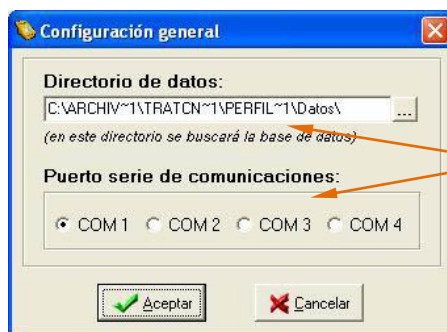 Configuración general
Directorio de datos:
C:\ARCHIV~1\TRATCN~1\PERFIL~1\Datos\ ...
(en este directorio se buscará la base de datos)
Puerto serie de comunicaciones:
COM 1 COM 2 COM 3 COM 4
Aceptar Cancelar